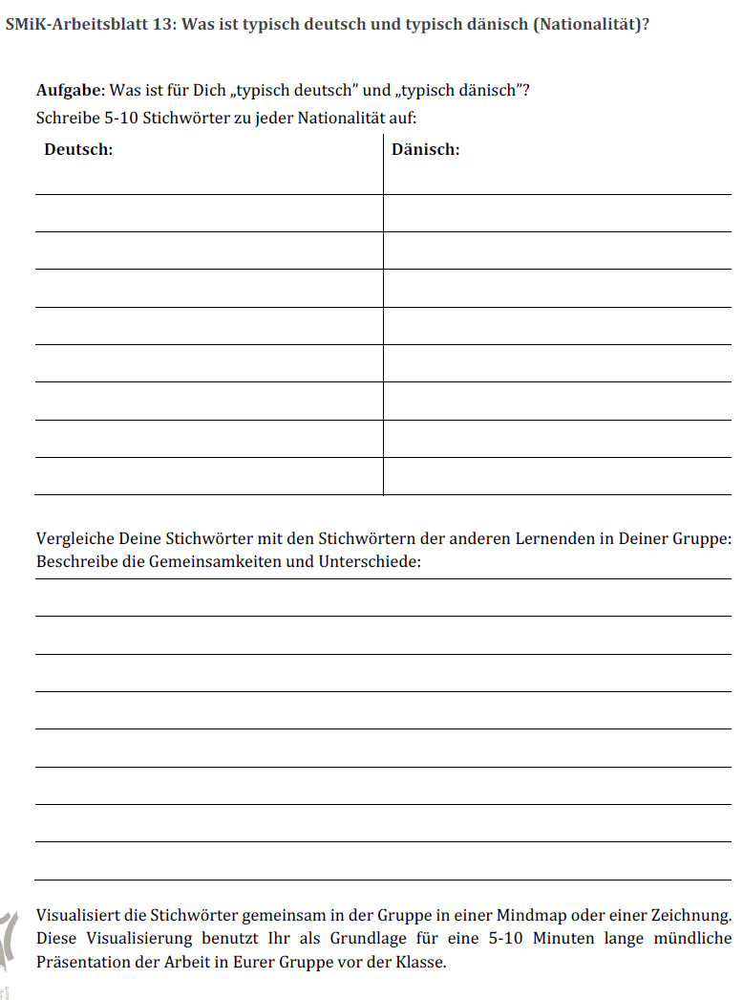 SMiK-Arbeitsblatt 13: Was ist typisch deutsch und typisch dänisch (Nationalität)?
Aufgabe: Was ist für Dich „typisch deutsch” und „typisch dänisch”?
Schreibe 5-10 Stichwörter zu jeder Nationalität auf:
Deutsch:
Dänisch:
Vergleiche Deine Stichwörter mit den Stichwörtern der anderen Lernenden in Deiner Gruppe:
Beschreibe die Gemeinsamkeiten und Unterschiede:
Visualisiert die Stichwörter gemeinsam in der Gruppe in einer Mindmap oder einer Zeichnung.
Diese Visualisierung benutzt Ihr als Grundlage für eine 5-10 Minuten lange mündliche
Präsentation der Arbeit in Eurer Gruppe vor der Klasse.